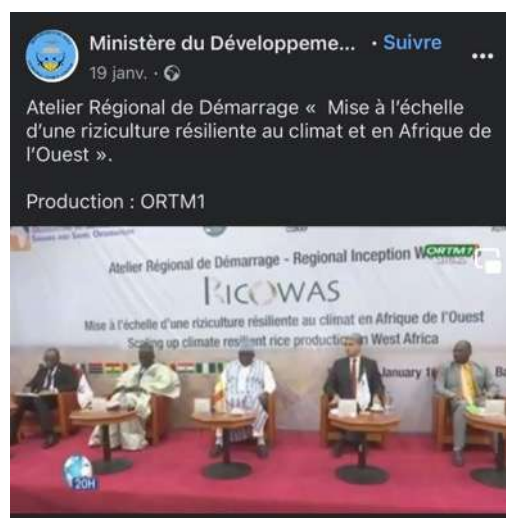 Ministère du Développeme... · Suivre
19 janv. ·
Atelier Régional de Démarrage « Mise à l'échelle
d'une riziculture résiliente au climat et en Afrique de
l'Ouest ».
Production : ORTM1
ORTM1
Atelier Régional de Démarrage - Regional Inception
RICOWAS
Mise à l'échelle d'une riziculture résiliente au climat en Afrique de l'Ouest
Scaling up climate resilient rice production in West Africa
January
20H